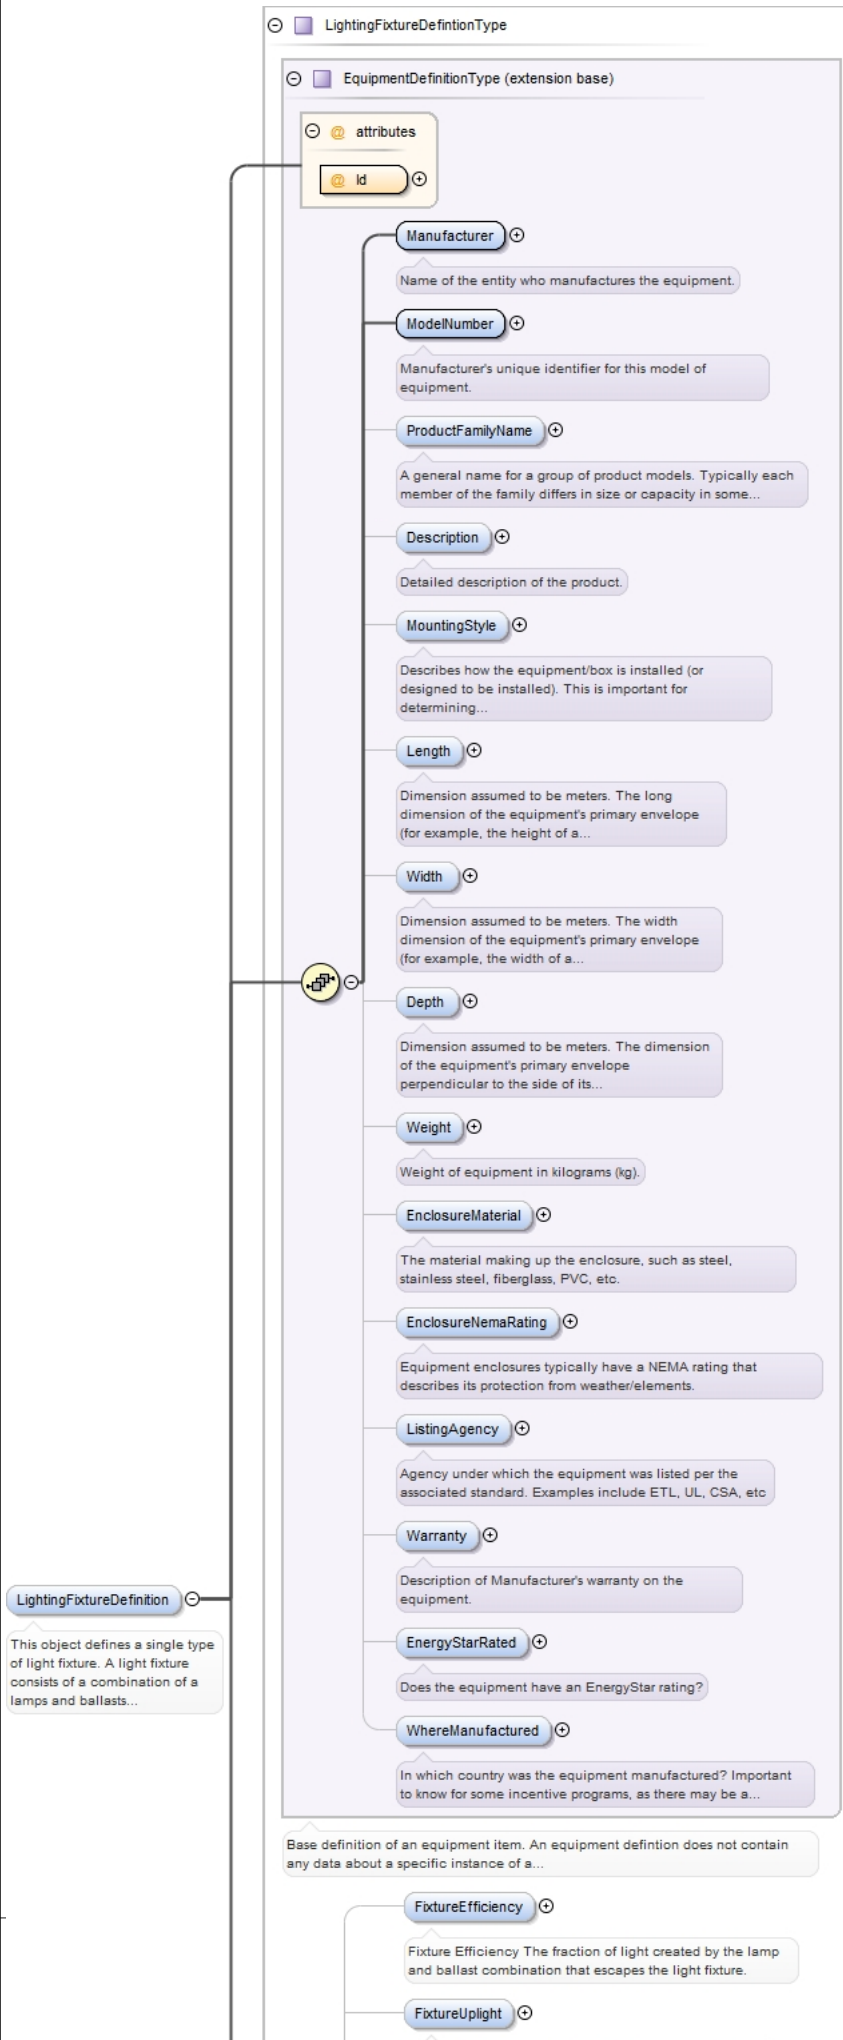 LightingFixtureDefintionType
EquipmentDefinitionType (extension base)
@ attributes
@ Id
Manufacturer
Name of the entity who manufactures the equipment.
ModelNumber
Manufacturer's unique identifier for this model of
equipment.
ProductFamilyName
A general name for a group of product models. Typically each
member of the family differs in size or capacity in some...
Description
Detailed description of the product.
MountingStyle
Describes how the equipment/box is installed (or
designed to be installed). This is important for
determining...
Length
Dimension assumed to be meters. The long
dimension of the equipment's primary envelope
(for example, the height of a...
Width
Dimension assumed to be meters. The width
dimension of the equipment's primary envelope
(for example, the width of a...
Depth
Dimension assumed to be meters. The dimension
of the equipment's primary envelope
perpendicular to the side of its...
Weight
Weight of equipment in kilograms (kg).
EnclosureMaterial
The material making up the enclosure, such as steel,
stainless steel, fiberglass, PVC, etc.
EnclosureNemaRating
Equipment enclosures typically have a NEMA rating that
describes its protection from weather/elements.
ListingAgency
Agency under which the equipment was listed per the
associated standard. Examples include ETL, UL, CSA, etc
Warranty
Description of Manufacturer's warranty on the
equipment.
LightingFixtureDefinition
This object defines a single type
of light fixture. A light fixture
consists of a combination of a
lamps and ballasts...
EnergyStarRated
Does the equipment have an EnergyStar rating?
WhereManufactured
In which country was the equipment manufactured? Important
to know for some incentive programs, as there may be a...
Base definition of an equipment item. An equipment defintion does not contain
any data about a specific instance of a...
FixtureEfficiency
Fixture Efficiency The fraction of light created by the lamp
and ballast combination that escapes the light fixture.
FixtureUplight